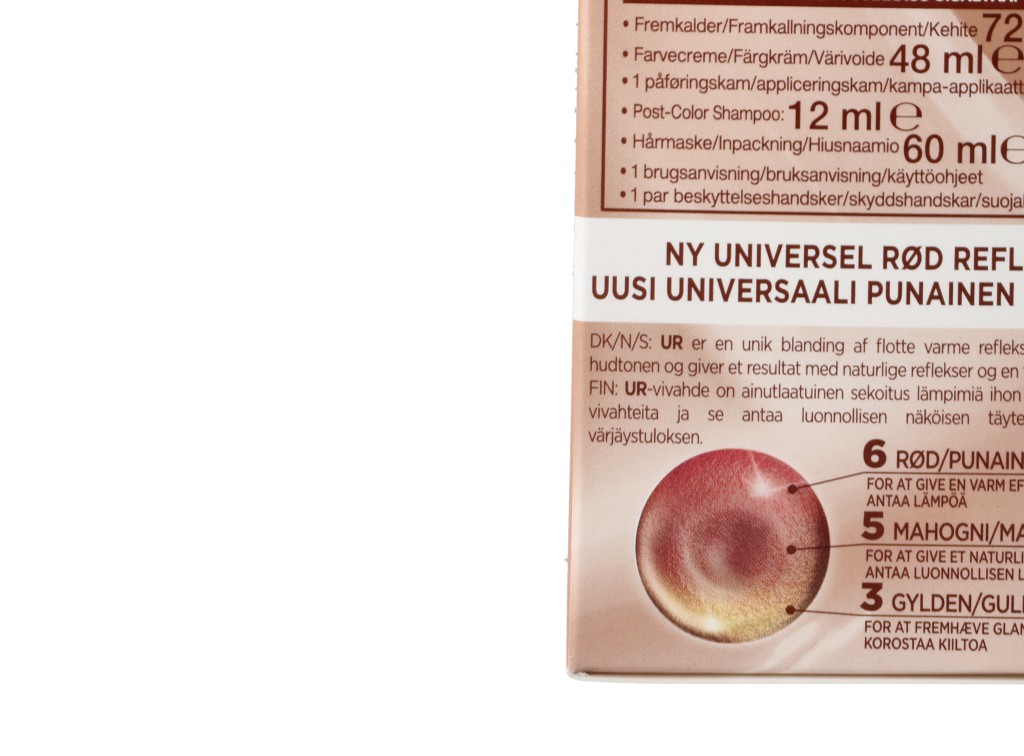 • Fremkalder/Framkallningskomponent/Kehite 72
• Farvecreme/Färgkräm/Värivoide 48 ml ℮
• 1 påføringskam/appliceringskam/kampa-applikaatt
• Post-Color Shampoo: 12 ml ℮
• Hårmaske/Inpackning/Hiusnaamio 60 ml ℮
• 1 brugsanvisning/bruksanvisning/käyttöohjeet
• 1 par beskyttelseshandsker/skyddshandskar/suojak
NY UNIVERSEL RØD REFL
UUSI UNIVERSAALI PUNAINEN
DK/N/S: UR er en unik blanding af flotte varme refleks
hudtonen og giver et resultat med naturlige reflekser og en
FIN: UR-vivahde on ainutlaatuinen sekoitus lämpimiä ihon
vivahteita ja se antaa luonnollisen näköisen täyte
värjäystuloksen.
6 RØD/PUNAIN
FOR AT GIVE EN VARM EF
ANTAA LÄMPÖÄ
5 MAHOGNI/MA
FOR AT GIVE ET NATURLI
ANTAA LUONNOLLISEN L
3 GYLDEN/GUL
FOR AT FREMHÆVE GLAN
KOROSTAA KIILTOA